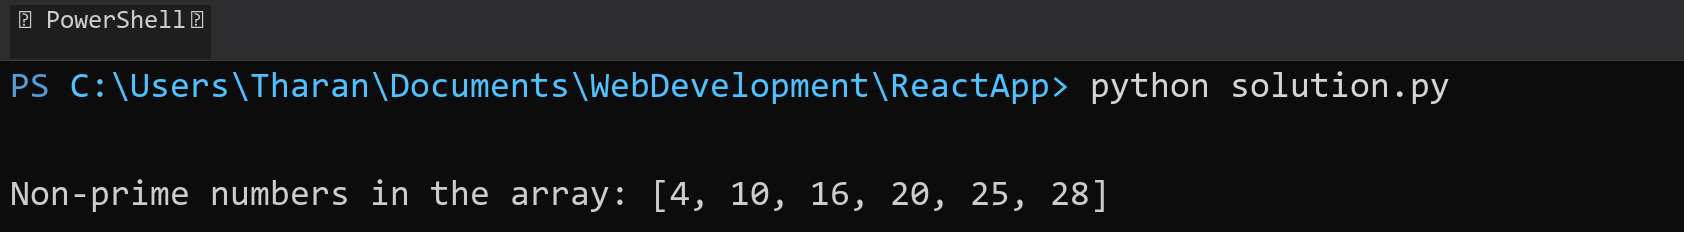 PowerShell
PS C:\Users\Tharan\Documents\WebDevelopment\ReactApp> python solution.py
Non-prime numbers in the array: [4, 10, 16, 20, 25, 28]